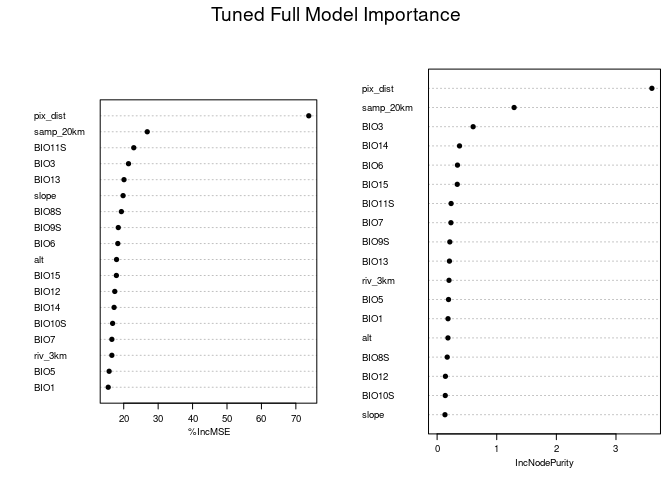 Tuned Full Model Importance
pix_dist
samp_20km
BIO11S
BIO3
BIO13
slope
BIO8S
BIO9S
BIO6
alt
BIO15
BIO12
BIO14
BIO10S
BIO7
riv_3km
BIO5
BIO1
20 30 40 50 60 70
%IncMSE
pix_dist
samp_20km
BIO3
BIO14
BIO6
BIO15
BIO11S
BIO7
BIO9S
BIO13
riv_3km
BIO5
BIO1
alt
BIO8S
BIO12
BIO10S
slope
0 1 2 3
IncNodePurity